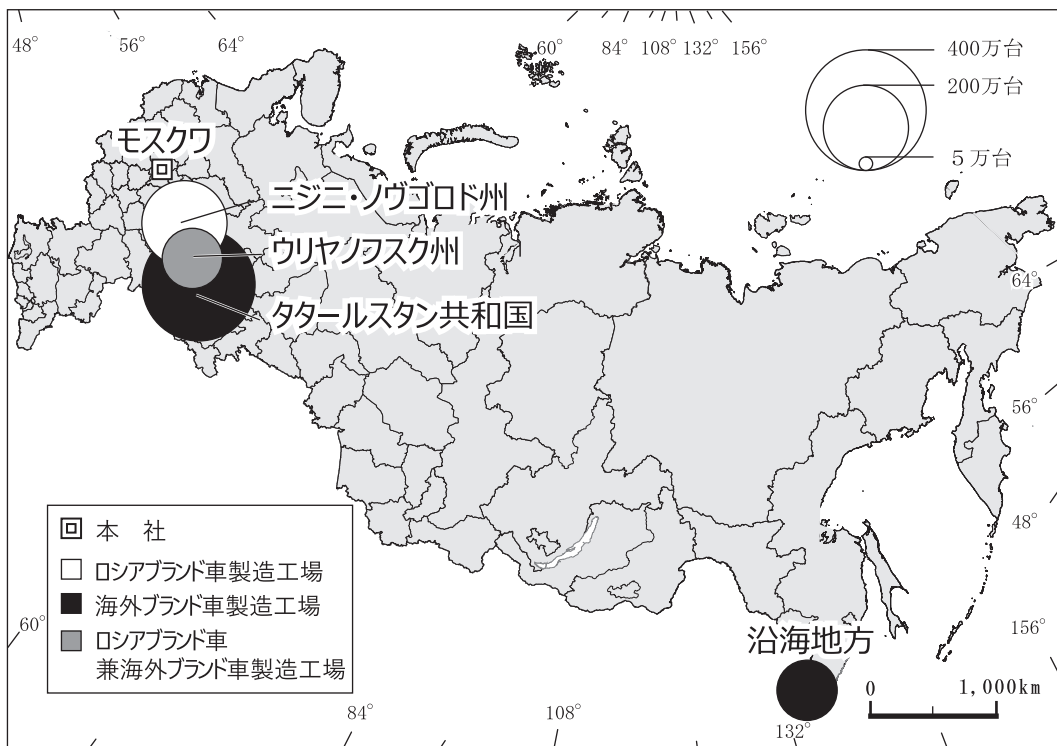 48° 56° 64° 60° 84° 108° 132° 156°
400万台
200万台
5万台
モスクワ
ニジニ・ノヴゴロド州
ウリヤノフスク州
タタールスタン共和国
64°
56°
48°
本　社
ロシアブランド車製造工場
海外ブランド車製造工場
ロシアブランド車
兼海外ブランド車製造工場
60°
156°
沿海地方
0 1,000km
84° 108° 132°